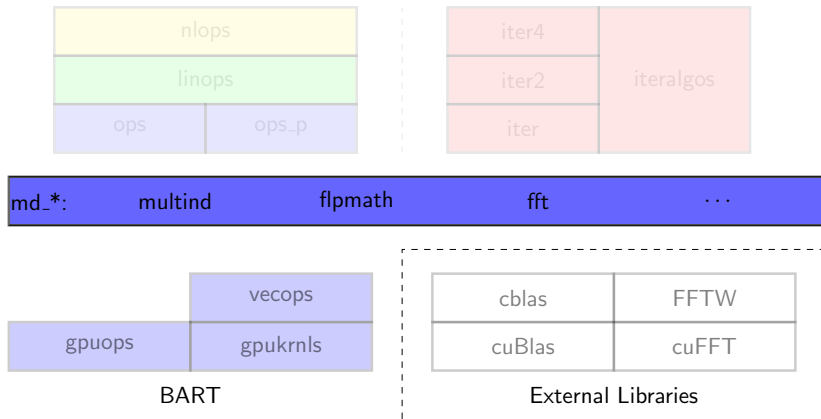 nlops
linops
ops ops_p
iter4
iter2
iter
iteralgos
md_*: multind flpmath fft ...
vecops
gpuops gpukrnls
BART
cblas FFTW
cuBlas cuFFT
External Libraries